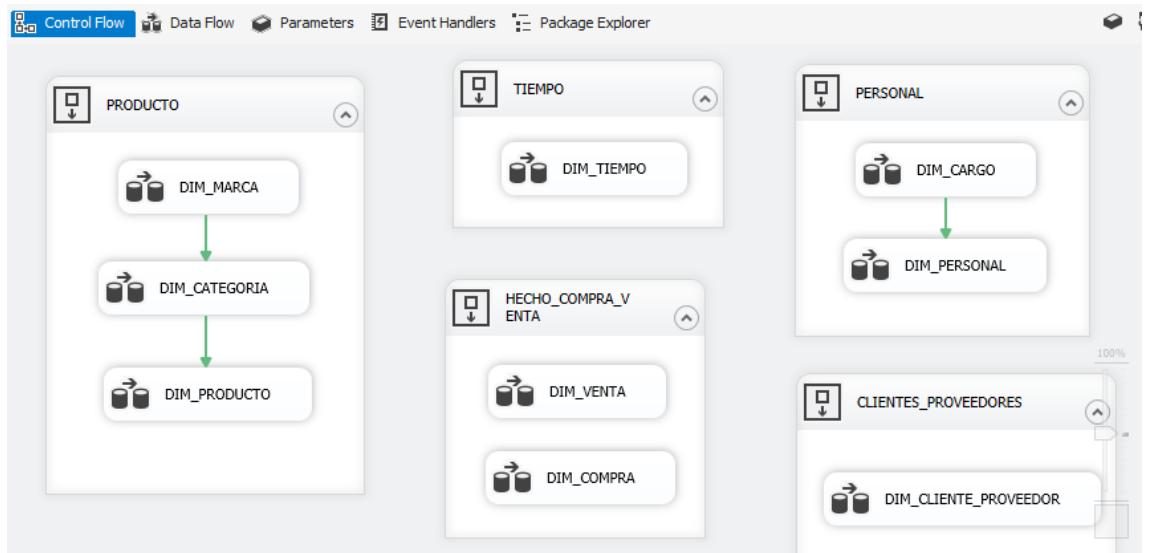 Control Flow Data Flow Parameters Event Handlers Package Explorer
PRODUCTO
DIM_MARCA
DIM_CATEGORIA
DIM_PRODUCTO
TIEMPO
DIM_TIEMPO
HECHO_COMPRA_V
ENTA
DIM_VENTA
DIM_COMPRA
PERSONAL
DIM_CARGO
DIM_PERSONAL
100%
CLIENTES_PROVEEDORES
DIM_CLIENTE_PROVEEDOR